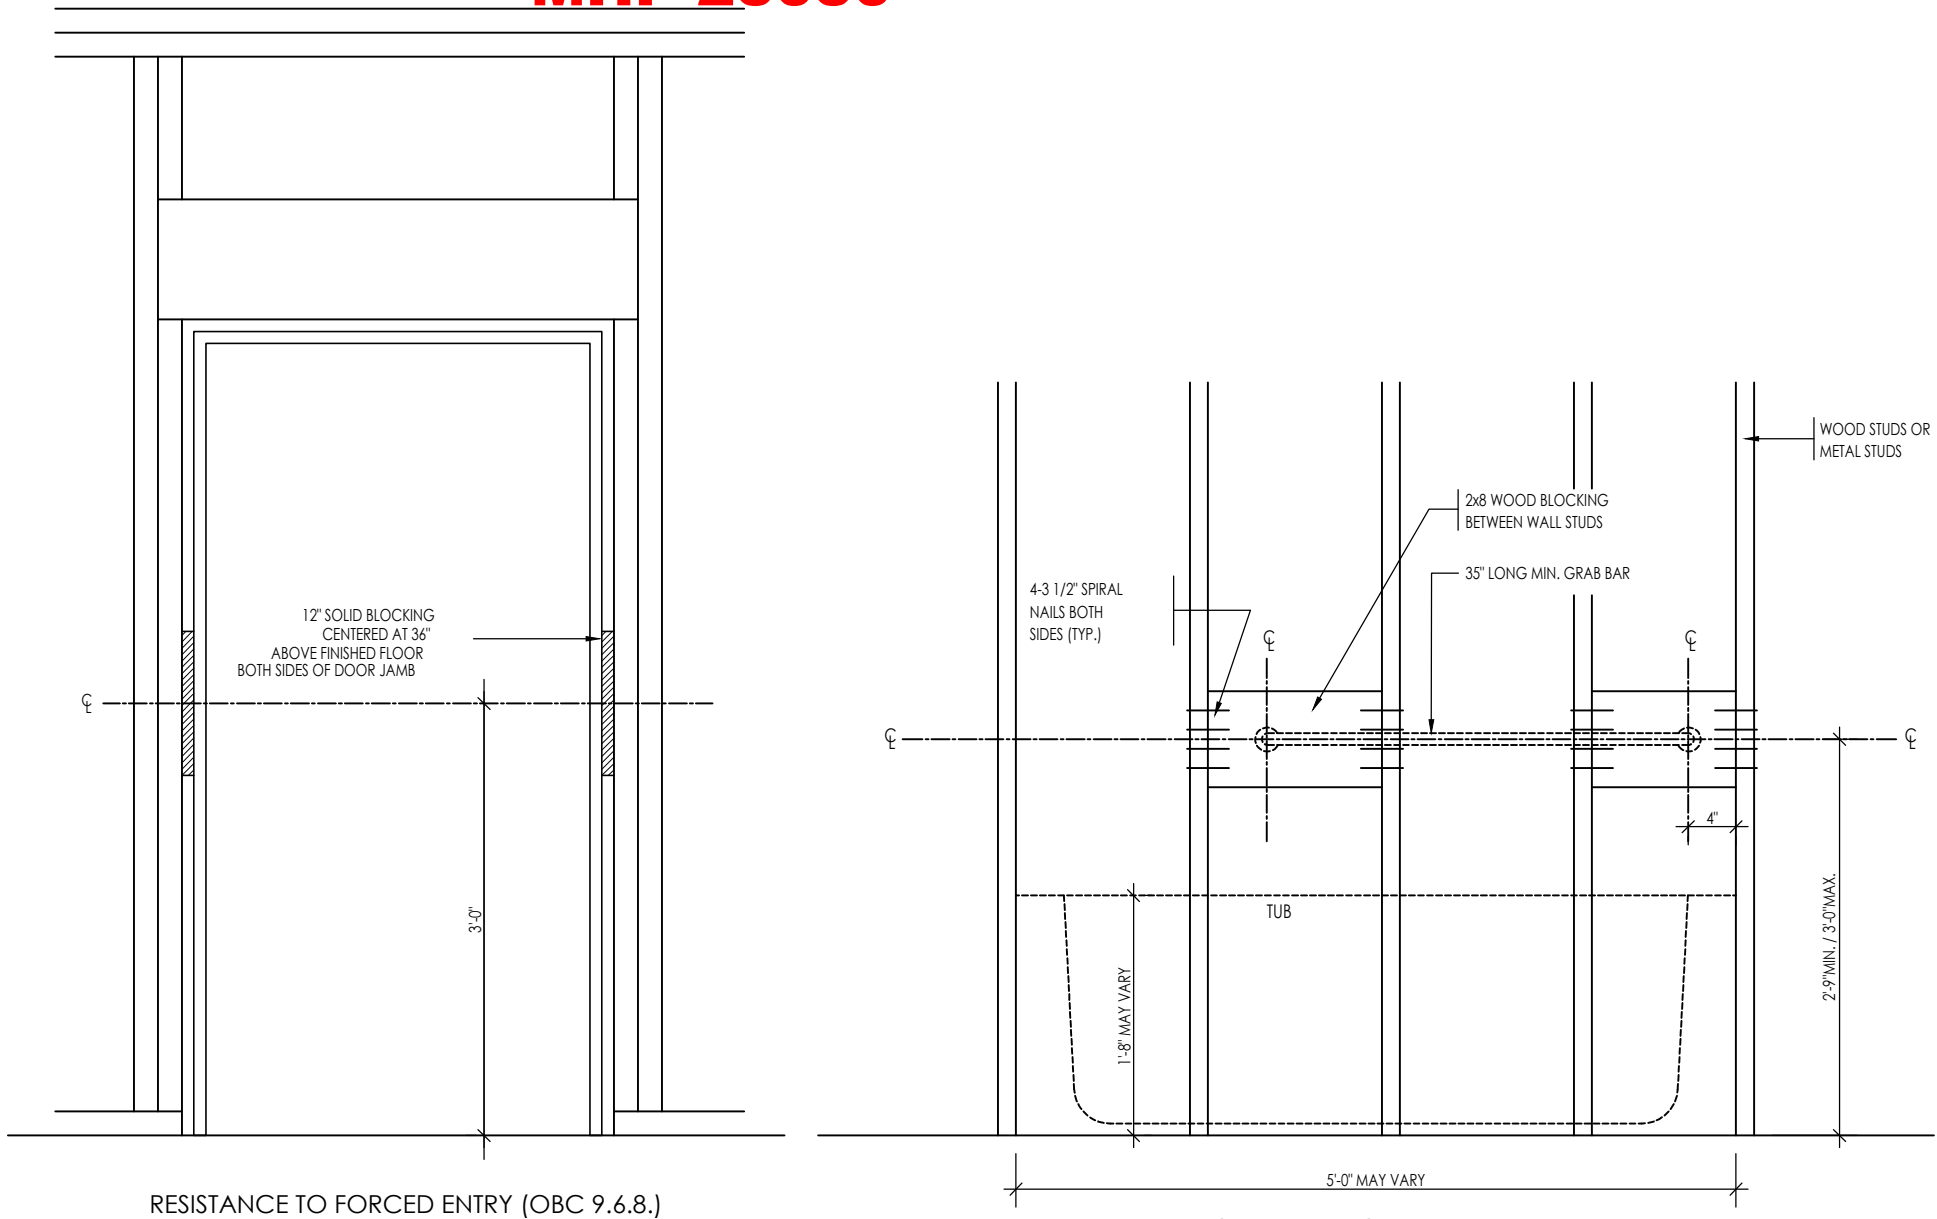 12" SOLID BLOCKING
CENTERED AT 36"
ABOVE FINISHED FLOOR
BOTH SIDES OF DOOR JAMB
℄
3'-0"
RESISTANCE TO FORCED ENTRY (OBC 9.6.8.)
WOOD STUDS OR
METAL STUDS
2x8 WOOD BLOCKING
BETWEEN WALL STUDS
35" LONG MIN. GRAB BAR
4-3 1/2" SPIRAL
NAILS BOTH
SIDES (TYP.)
℄
℄
℄
℄
4"
TUB
1'-8" MAY VARY
2'-9"MIN. / 3'-0"MAX.
5'-0" MAY VARY